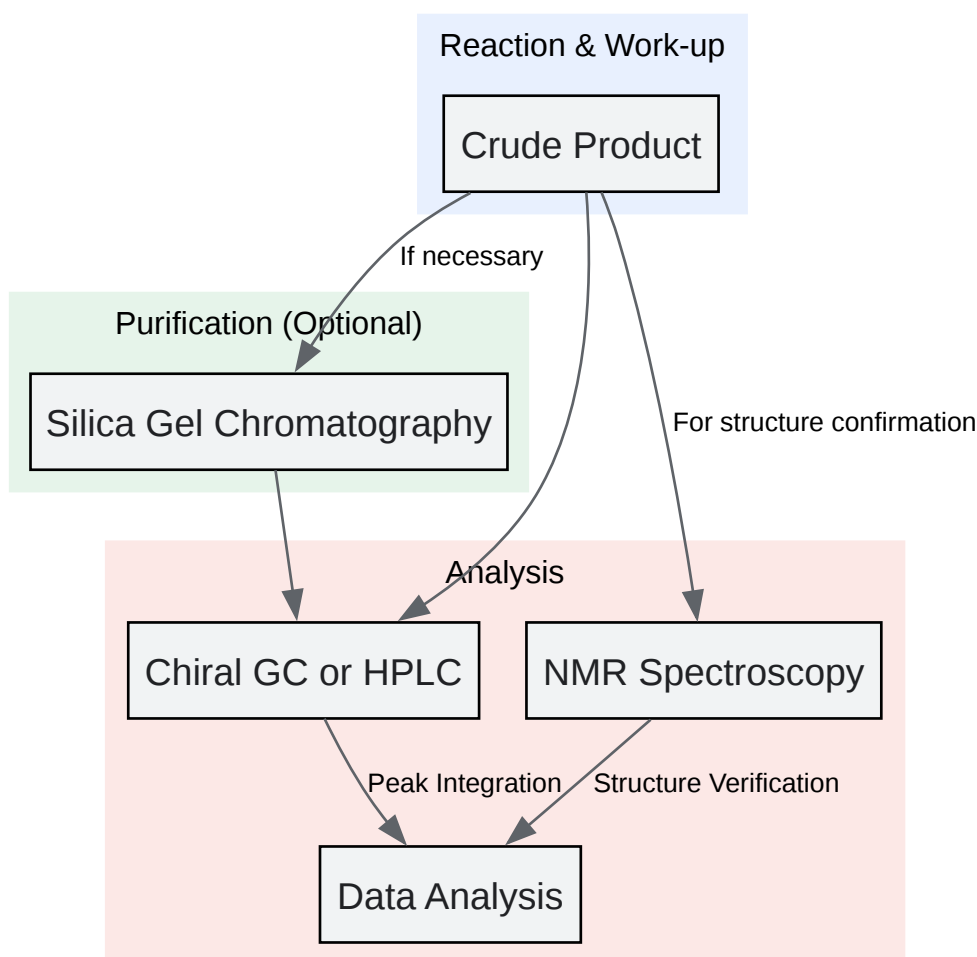 Reaction & Work-up
Crude Product
If necessary
Purification (Optional)
Silica Gel Chromatography
For structure confirmation
Analysis
Chiral GC or HPLC
NMR Spectroscopy
Peak Integration
Structure Verification
Data Analysis